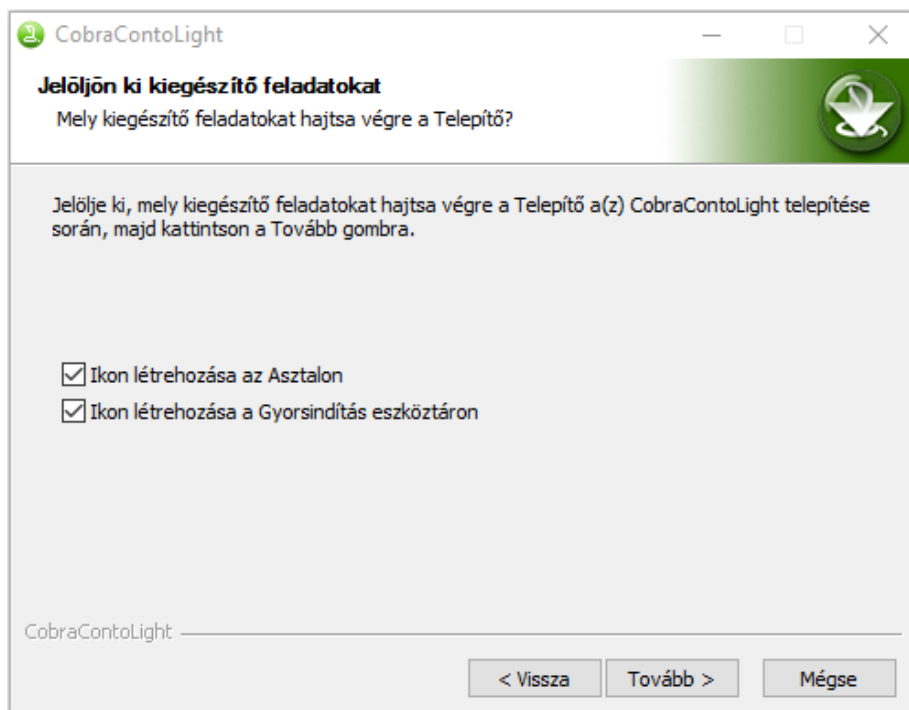 CobraContoLight
Jelöljön ki kiegészítő feladatokat
Mely kiegészítő feladatokat hajtsa végre a Telepítő?
Jelölje ki, mely kiegészítő feladatokat hajtsa végre a Telepítő a(z) CobraContoLight telepítése
során, majd kattintson a Tovább gombra.
Ikon létrehozása az Asztalon
Ikon létrehozása a Gyorsindítás eszköztáron
CobraContoLight
< Vissza
Tovább >
Mégse